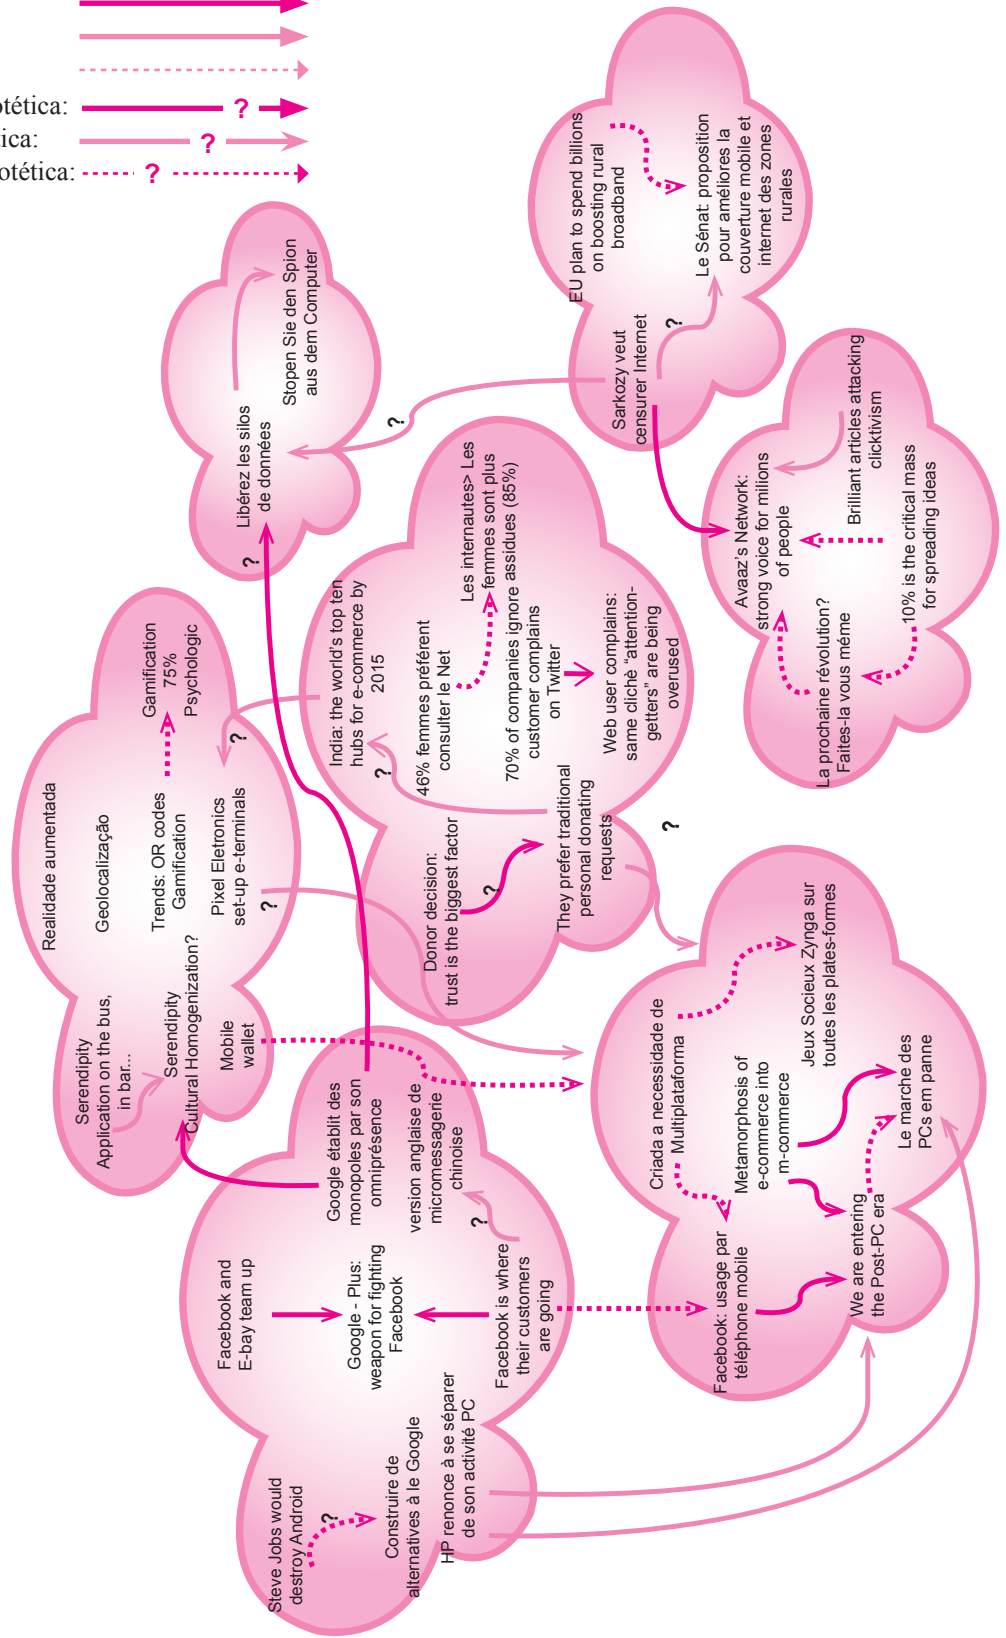 otética:
?
tica:
?
otética:
?
EU plan to spend billions
on boosting rural
broadband
Le Sénat: proposition
pour améliores la
couverture mobile et
internet des zones
rurales
Sarkozy veut
censurer Internet
?
?
Libérez les silos
de données
Stopen Sie den Spion
aus dem Computer
?
Avaaz's Network:
strong voice for milions
of people
Brilliant articles attacking
clicktivism
La prochaine révolution?
Faites-la vous méme
10% is the critical mass
for spreading ideas
India: the world's top ten
hubs for e-commerce by
2015
46% femmes préférent
consulter le Net
Les internautes> Les
femmes sont plus
assidues (85%)
70% of companies ignore
customer complains
on Twitter
Web user complains:
same clichè "attention-
getters" are being
overused
Donor decision:
trust is the biggest factor
They prefer traditional
personal donating
requests
?
?
?
?
Realidade aumentada
Geolocalização
Trends: OR codes
Gamification
Gamification
75%
Psychologic
Pixel Eletronics
set-up e-terminals
?
Serendipity
Application on the bus,
in bar...
Serendipity
Cultural Homogenization?
Mobile
wallet
Google établit des
monopoles par son
omniprésence
version anglaise de
micromessagerie
chinoise
?
Facebook and
E-bay team up
Google - Plus:
weapon for fighting
Facebook
Facebook is where
their customers
are going
Steve Jobs would
destroy Android
?
Construire de
alternatives à le Google
HP renonce à se séparer
de son activité PC
Criada a necessidade de
Multiplataforma
Jeux Socieux Zynga sur
toutes les plates-formes
Metamorphosis of
e-commerce into
m-commerce
Le marche des
PCs em panne
Facebook: usage par
téléphone mobile
We are entering
the Post-PC era